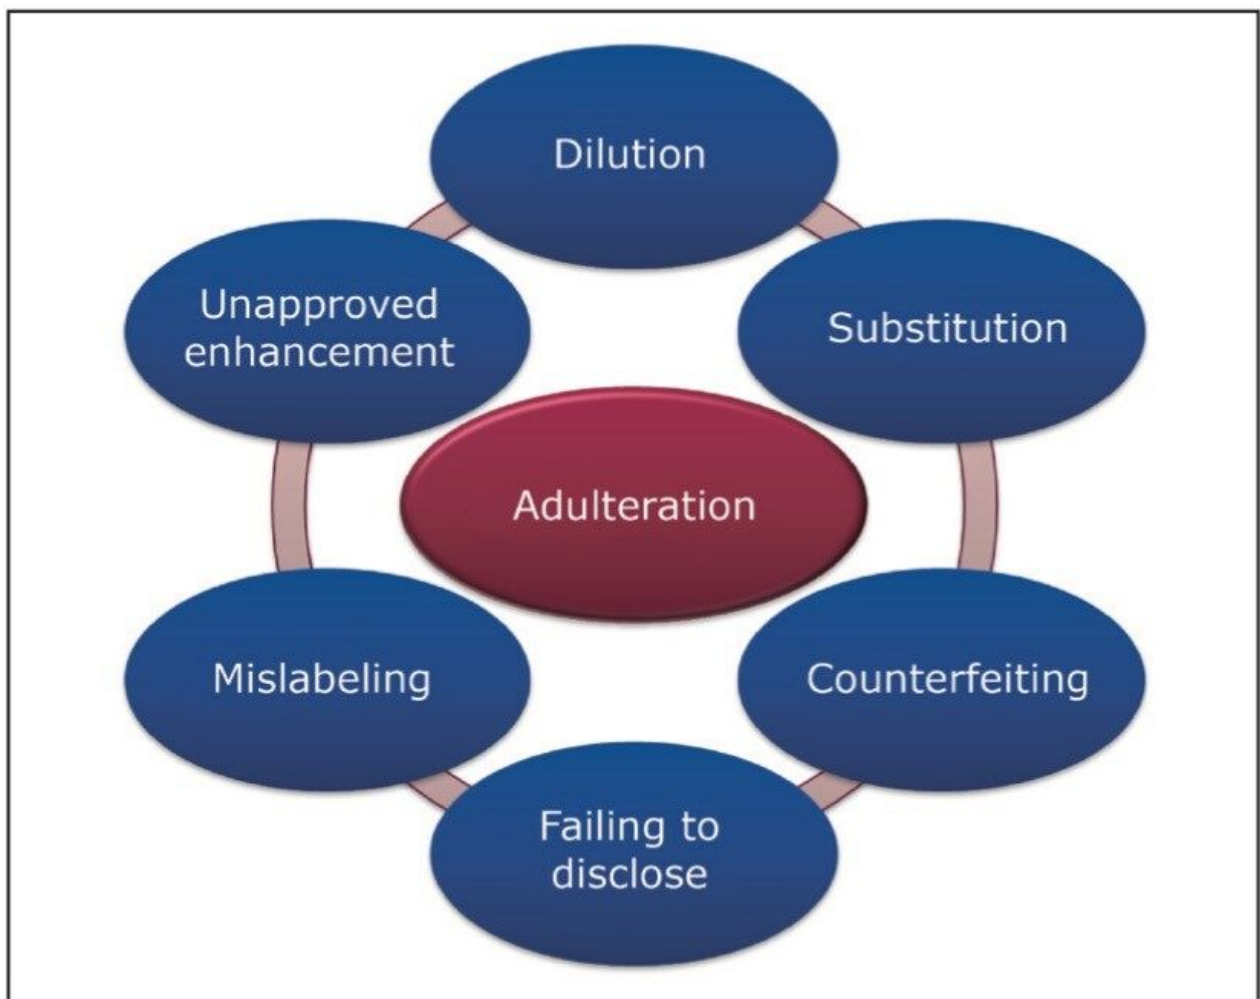 Dilution
Substitution
Unapproved
enhancement
Adulteration
Mislabeling
Counterfeiting
Failing to
disclose